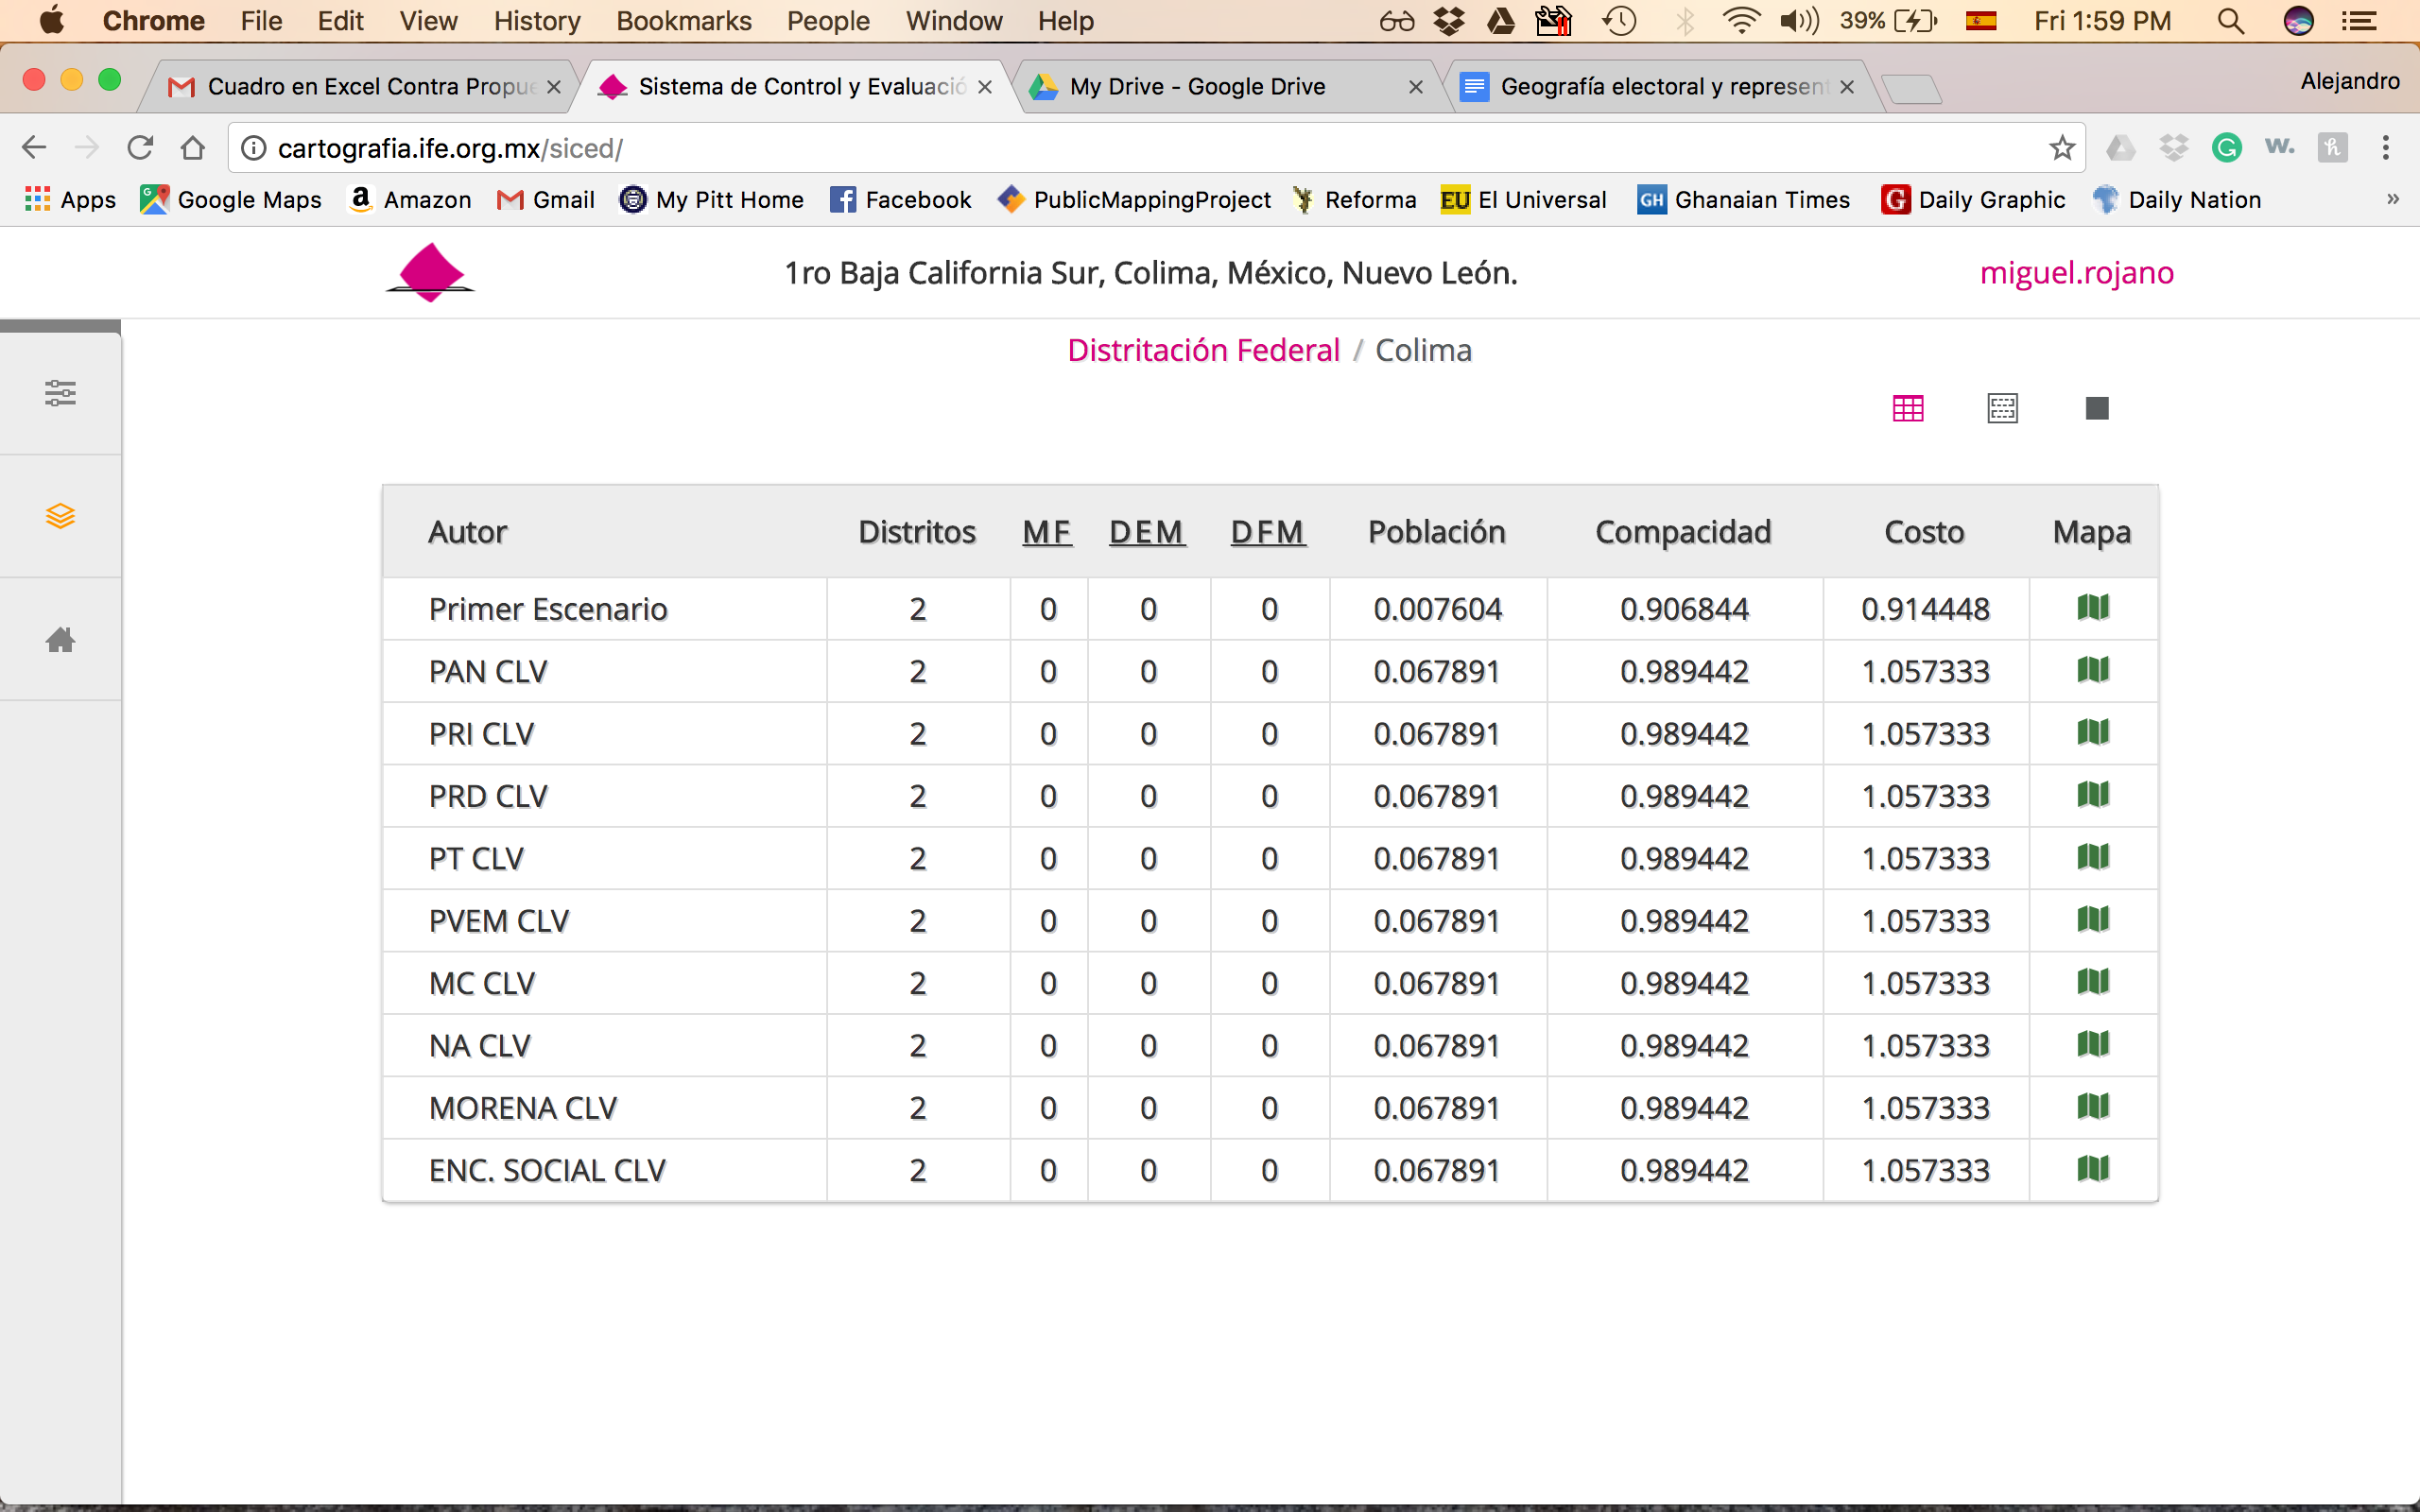 Chrome File Edit View History Bookmarks People Window Help 39% Fri 1:59 PM
Cuadro en Excel Contra Propue Sistema de Control y Evaluació My Drive - Google Drive Geografía electoral y represent Alejandro
cartografia.ife.org.mx/siced/
Apps Google Maps Amazon Gmail My Pitt Home Facebook PublicMappingProject Reforma EU El Universal GH Ghanaian Times G Daily Graphic Daily Nation »
1ro Baja California Sur, Colima, México, Nuevo León. miguel.rojano
Distritación Federal / Colima
Autor Distritos MF DEM DFM Población Compacidad Costo Mapa
Primer Escenario 2 0 0 0 0.007604 0.906844 0.914448
PAN CLV 2 0 0 0 0.067891 0.989442 1.057333
PRI CLV 2 0 0 0 0.067891 0.989442 1.057333
PRD CLV 2 0 0 0 0.067891 0.989442 1.057333
PT CLV 2 0 0 0 0.067891 0.989442 1.057333
PVEM CLV 2 0 0 0 0.067891 0.989442 1.057333
MC CLV 2 0 0 0 0.067891 0.989442 1.057333
NA CLV 2 0 0 0 0.067891 0.989442 1.057333
MORENA CLV 2 0 0 0 0.067891 0.989442 1.057333
ENC. SOCIAL CLV 2 0 0 0 0.067891 0.989442 1.057333